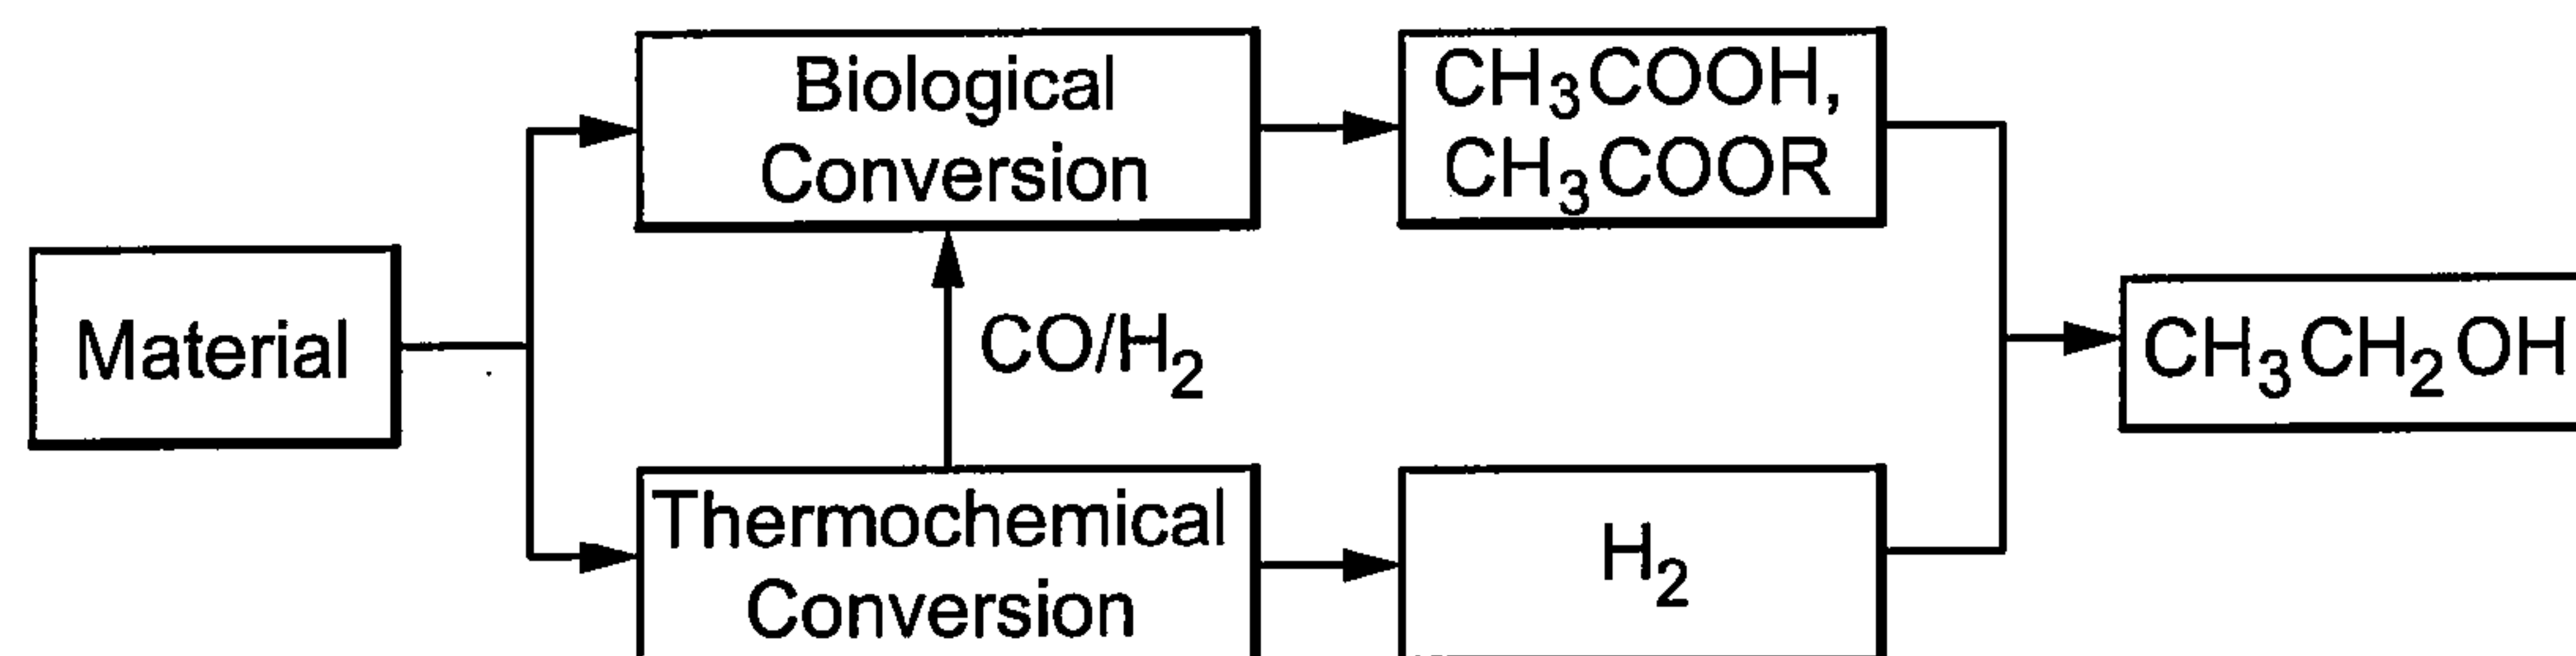 Biological
Conversion
CH₃COOH,
CH₃COOR
Material
CO/H₂
CH₃CH₂OH
Thermochemical
Conversion
H₂